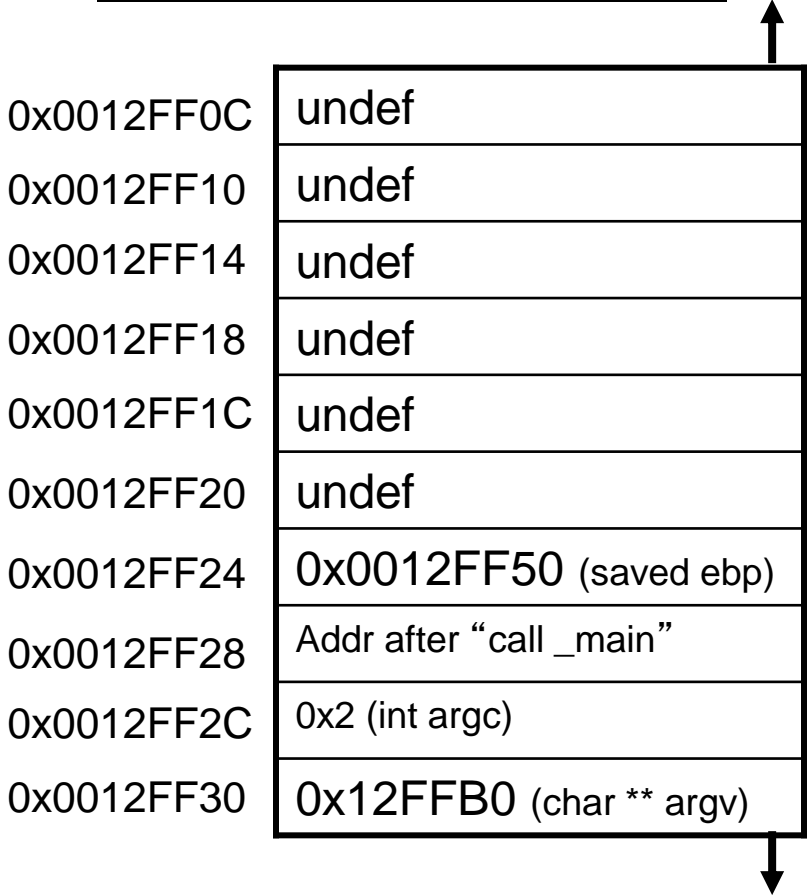 0x0012FF0C undef
0x0012FF10 undef
0x0012FF14 undef
0x0012FF18 undef
0x0012FF1C undef
0x0012FF20 undef
0x0012FF24 0x0012FF50 (saved ebp)
0x0012FF28 Addr after “call _main”
0x0012FF2C 0x2 (int argc)
0x0012FF30 0x12FFB0 (char ** argv)